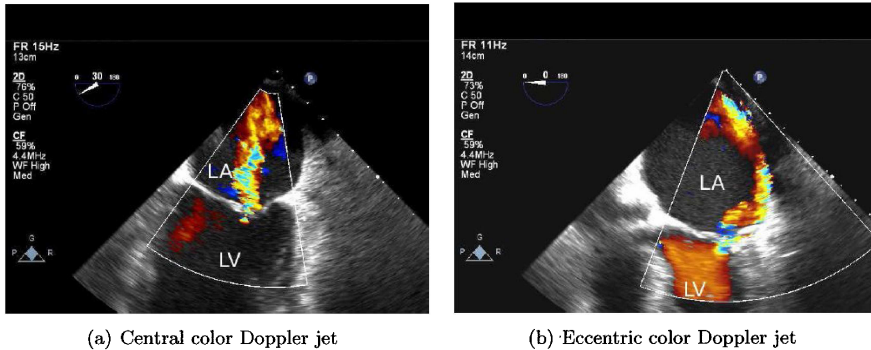 FR 15Hz
13cm
2D
76%
C 50
P Off
Gen
CF
59%
4.4MHz
WF High
Med
0 30 180
P
LA
LV
G
P R
FR 11Hz
14cm
2D
73%
C 50
P Off
Gen
CF
59%
4.4MHz
WF High
Med
0 0 180
P
LA
LV
G
P R
(a) Central color Doppler jet
(b) Eccentric color Doppler jet